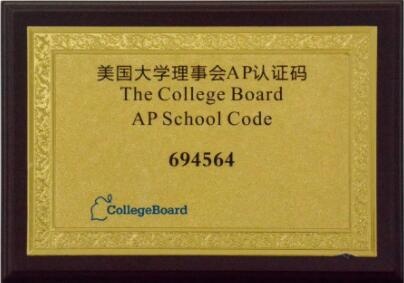 美国大学理事会AP认证码
The College Board
AP School Code
694564
CollegeBoard